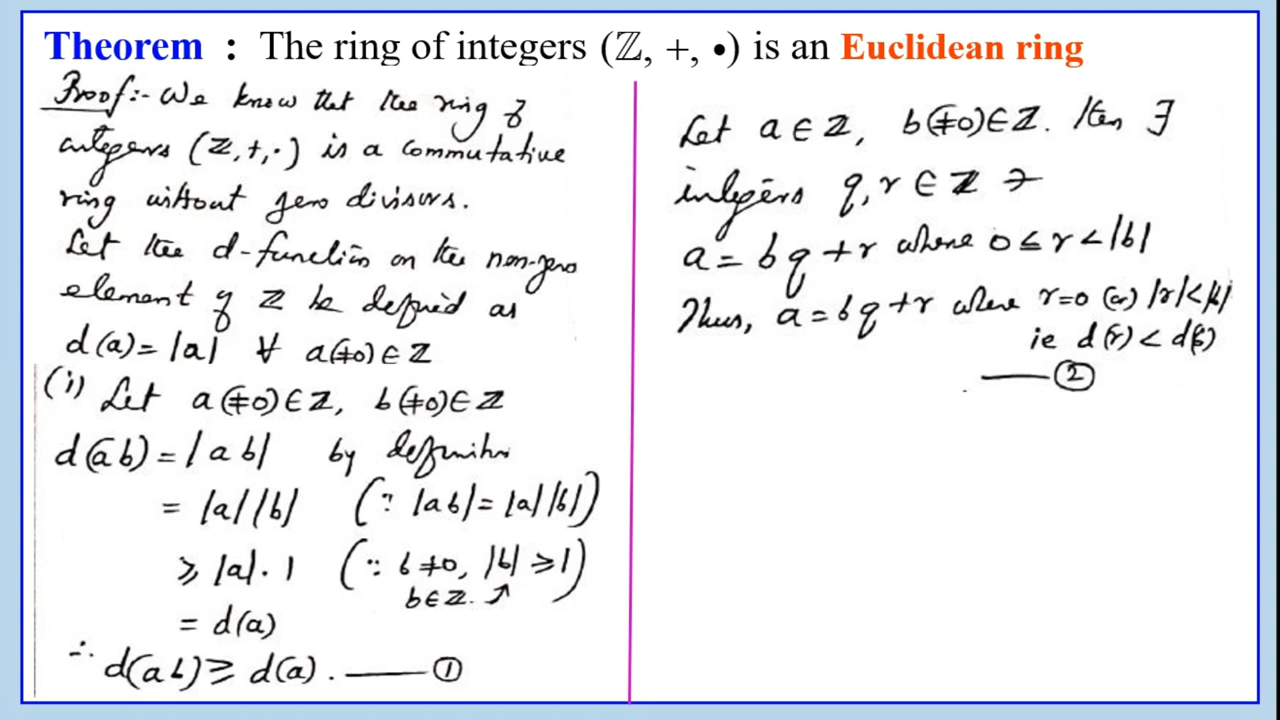 Theorem : The ring of integers (ℤ, +, •) is an Euclidean ring
Proof:- We know that the ring of
integers (ℤ, +, ·) is a commutative
ring without zero divisors.
Let the d-function on the non-zero
element of ℤ be defined as
d(a) = |a| ∀ a(≠0) ∈ ℤ
(i) Let a(≠0) ∈ ℤ, b(≠0) ∈ ℤ
d(ab) = |ab| by definition
= |a||b| (∵ |ab| = |a||b|)
≥ |a|·1 (∵ b≠0, |b| ≥ 1)
b∈ℤ. ↗
= d(a)
∴ d(ab) ≥ d(a). —— ①
Let a ∈ ℤ, b(≠0) ∈ ℤ. Then ∃
integers q, r ∈ ℤ ∋
a = bq + r where 0 ≤ r < |b|
Thus, a = bq + r where r=0 (or) |r| < |b|
ie d(r) < d(b)
—— ②